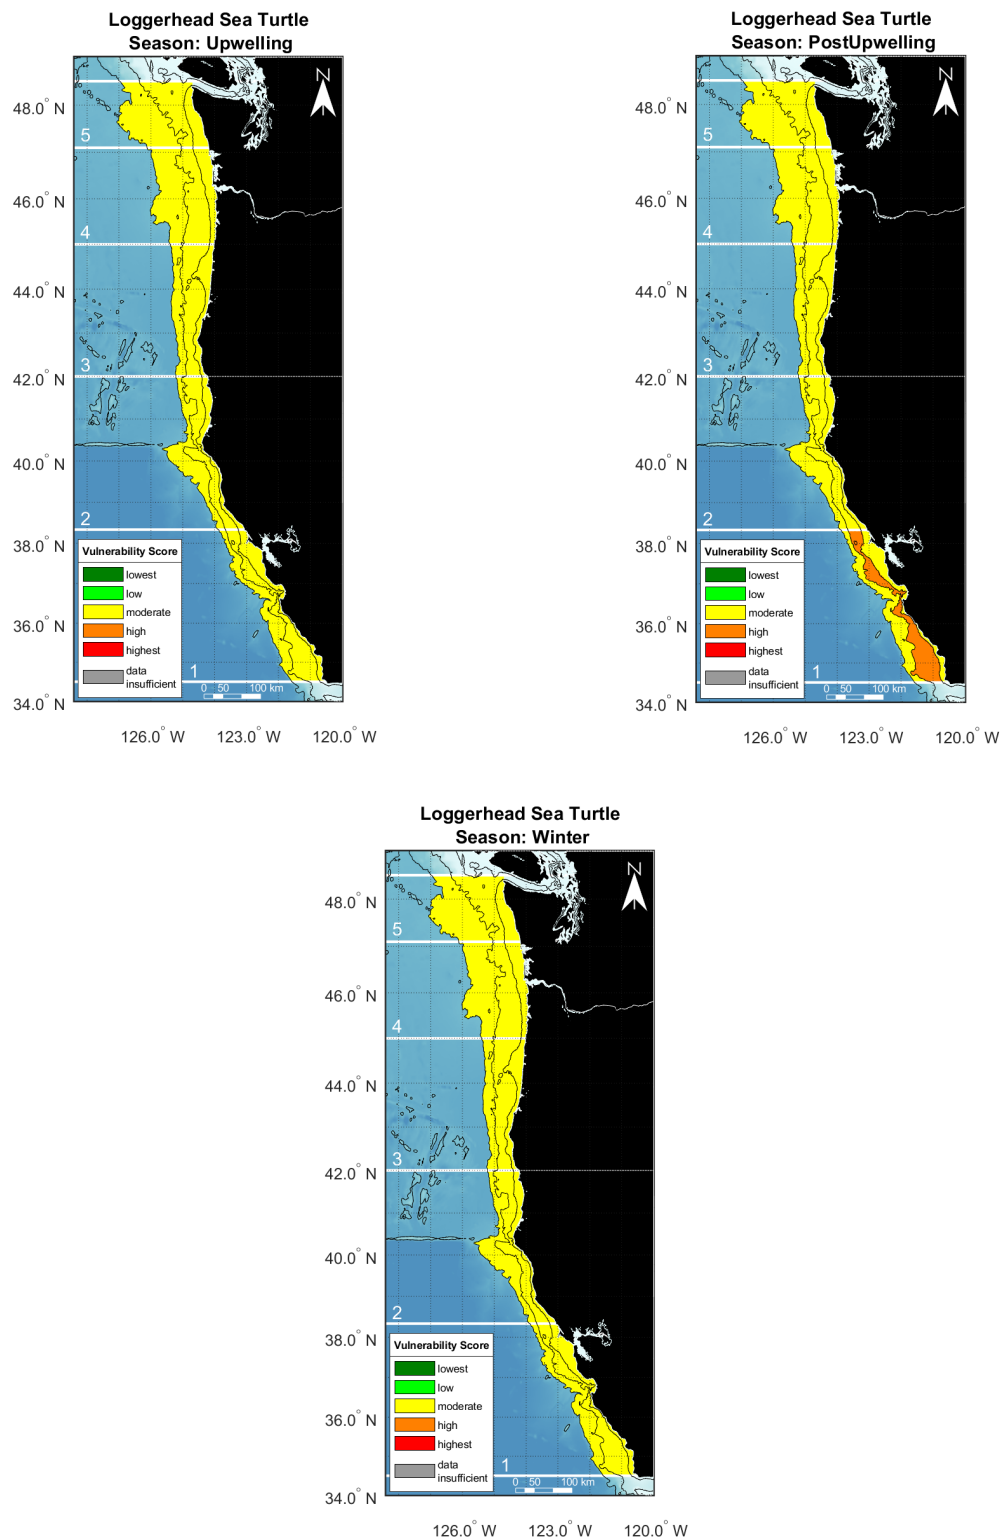 Loggerhead Sea Turtle
Season: Upwelling
N
48.0° N
5
46.0° N
4
44.0° N
3
42.0° N
40.0° N
2
38.0° N
Vulnerability Score
lowest
low
moderate
36.0° N
high
highest
data
insufficient
1
0 50 100 km
34.0° N
126.0° W 123.0° W 120.0° W
Loggerhead Sea Turtle
Season: PostUpwelling
N
48.0° N
5
46.0° N
4
44.0° N
3
42.0° N
40.0° N
2
38.0° N
Vulnerability Score
lowest
low
moderate
36.0° N
high
highest
data
insufficient
1
0 50 100 km
34.0° N
126.0° W 123.0° W 120.0° W
Loggerhead Sea Turtle
Season: Winter
N
48.0° N
5
46.0° N
4
44.0° N
3
42.0° N
40.0° N
2
38.0° N
Vulnerability Score
lowest
low
moderate
36.0° N
high
highest
data
insufficient
1
0 50 100 km
34.0° N
126.0° W 123.0° W 120.0° W